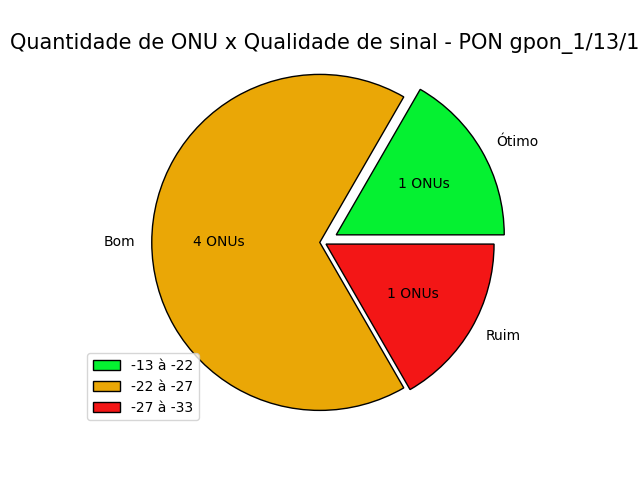 Quantidade de ONU x Qualidade de sinal - PON gpon_1/13/1
Ótimo
1 ONUs
Bom
4 ONUs
1 ONUs
Ruim
-13 à -22
-22 à -27
-27 à -33